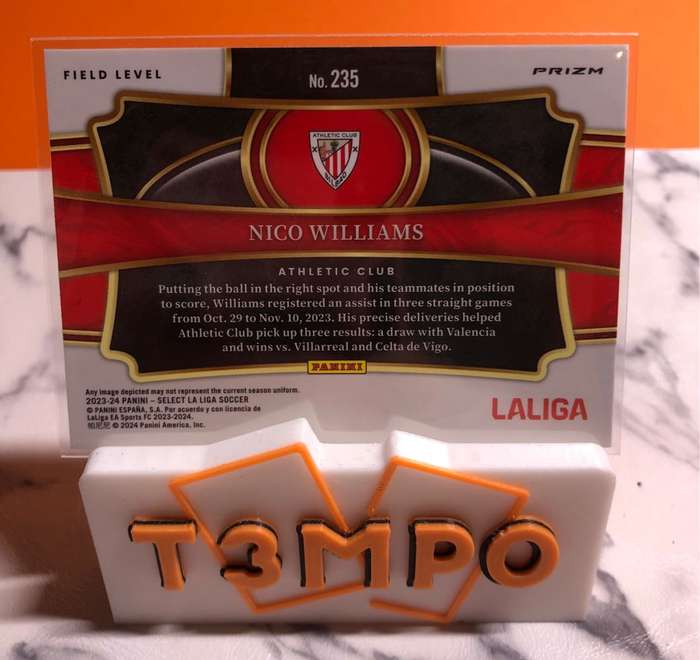 FIELD LEVEL
No. 235
PRIZM
ATHLETIC CLUB
BILBAO
NICO WILLIAMS
ATHLETIC CLUB
Putting the ball in the right spot and his teammates in position
to score, Williams registered an assist in three straight games
from Oct. 29 to Nov. 10, 2023. His precise deliveries helped
Athletic Club pick up three results: a draw with Valencia
and wins vs. Villarreal and Celta de Vigo.
PANINI
Any image depicted may not represent the current season uniform.
2023-24 PANINI – SELECT LA LIGA SOCCER
© PANINI ESPAÑA, S.A. Por acuerdo y con licencia de
LaLiga EA Sports FC 2023-2024.
帕尼尼 © 2024 Panini America, Inc.
LALIGA
T3MPO